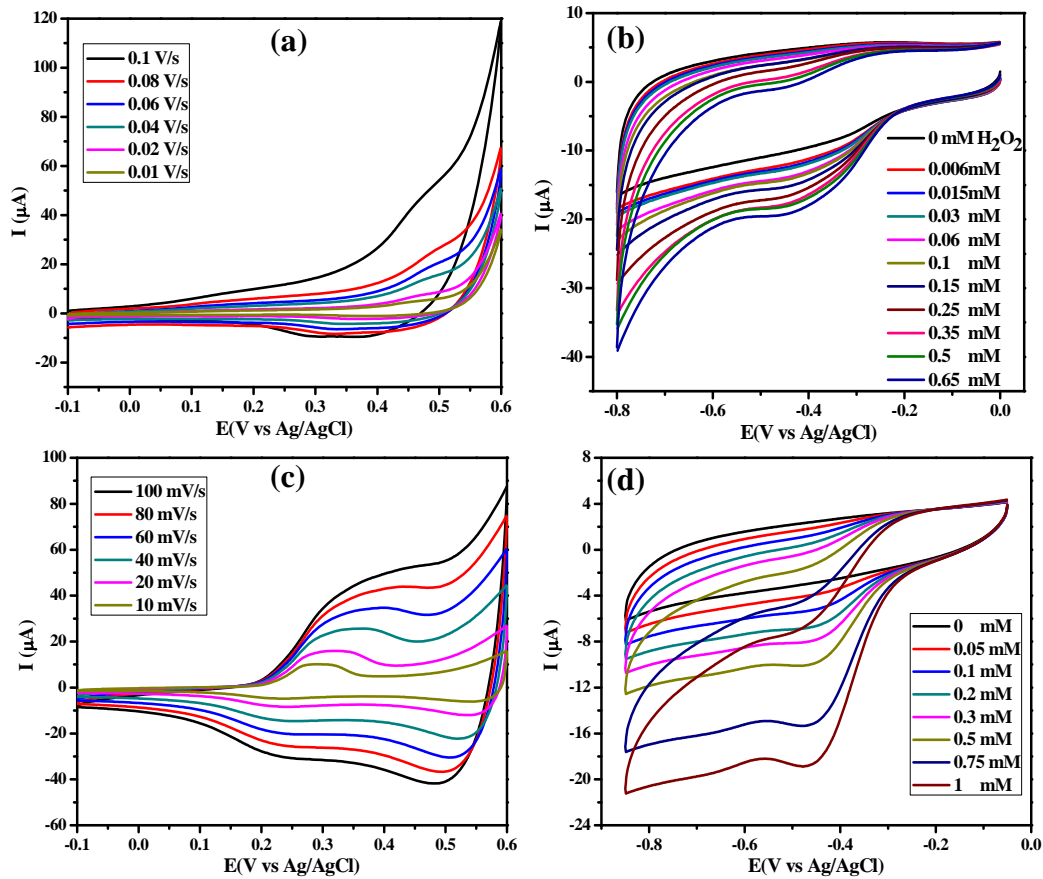 (a)
120
100
80
60
40
20
0
-20
I (µA)
0.1 V/s
0.08 V/s
0.06 V/s
0.04 V/s
0.02 V/s
0.01 V/s
-0.1 0.0 0.1 0.2 0.3 0.4 0.5 0.6
E(V vs Ag/AgCl)
(b)
10
0
-10
-20
-30
-40
I (µA)
0 mM H₂O₂
0.006mM
0.015mM
0.03 mM
0.06 mM
0.1 mM
0.15 mM
0.25 mM
0.35 mM
0.5 mM
0.65 mM
-0.8 -0.6 -0.4 -0.2 0.0
E(V vs Ag/AgCl)
(c)
100
80
60
40
20
0
-20
-40
-60
I (µA)
100 mV/s
80 mV/s
60 mV/s
40 mV/s
20 mV/s
10 mV/s
-0.1 0.0 0.1 0.2 0.3 0.4 0.5 0.6
E(V vs Ag/AgCl)
(d)
8
4
0
-4
-8
-12
-16
-20
-24
I (µA)
0 mM
0.05 mM
0.1 mM
0.2 mM
0.3 mM
0.5 mM
0.75 mM
1 mM
-0.8 -0.6 -0.4 -0.2 0.0
E(V vs Ag/AgCl)